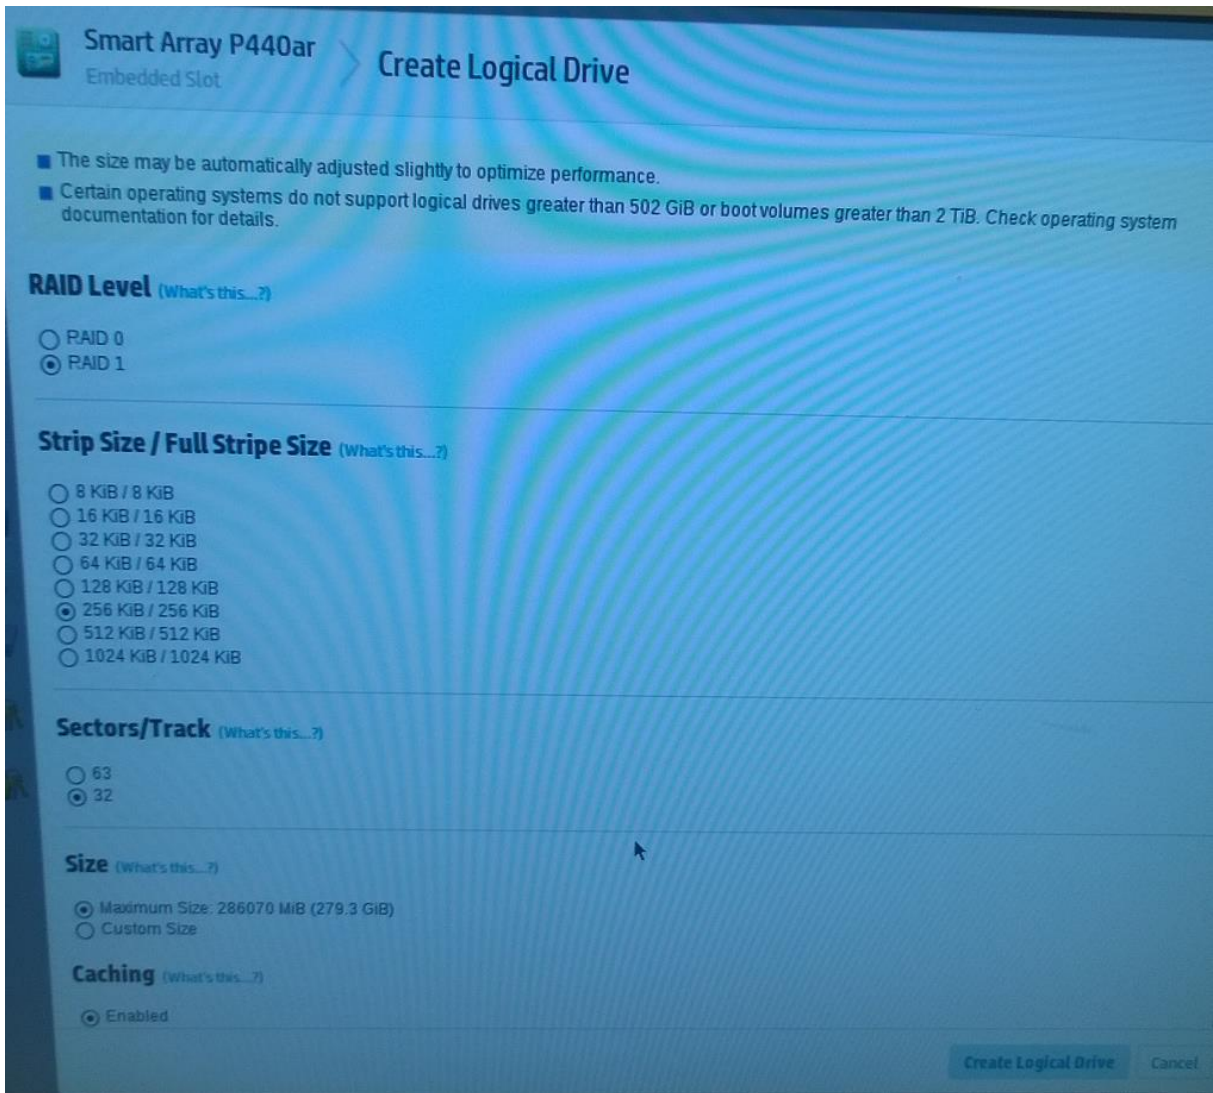 Smart Array P440ar
Embedded Slot
Create Logical Drive
The size may be automatically adjusted slightly to optimize performance.
Certain operating systems do not support logical drives greater than 502 GiB or boot volumes greater than 2 TiB. Check operating system
documentation for details.
RAID Level (What's this...?)
RAID 0
RAID 1
Strip Size / Full Stripe Size (What's this...?)
8 KiB / 8 KiB
16 KiB / 16 KiB
32 KiB / 32 KiB
64 KiB / 64 KiB
128 KiB / 128 KiB
256 KiB / 256 KiB
512 KiB / 512 KiB
1024 KiB / 1024 KiB
Sectors/Track (What's this...?)
63
32
Size (What's this...?)
Maximum Size: 286070 MiB (279.3 GiB)
Custom Size
Caching (What's this...?)
Enabled
Create Logical Drive Cancel